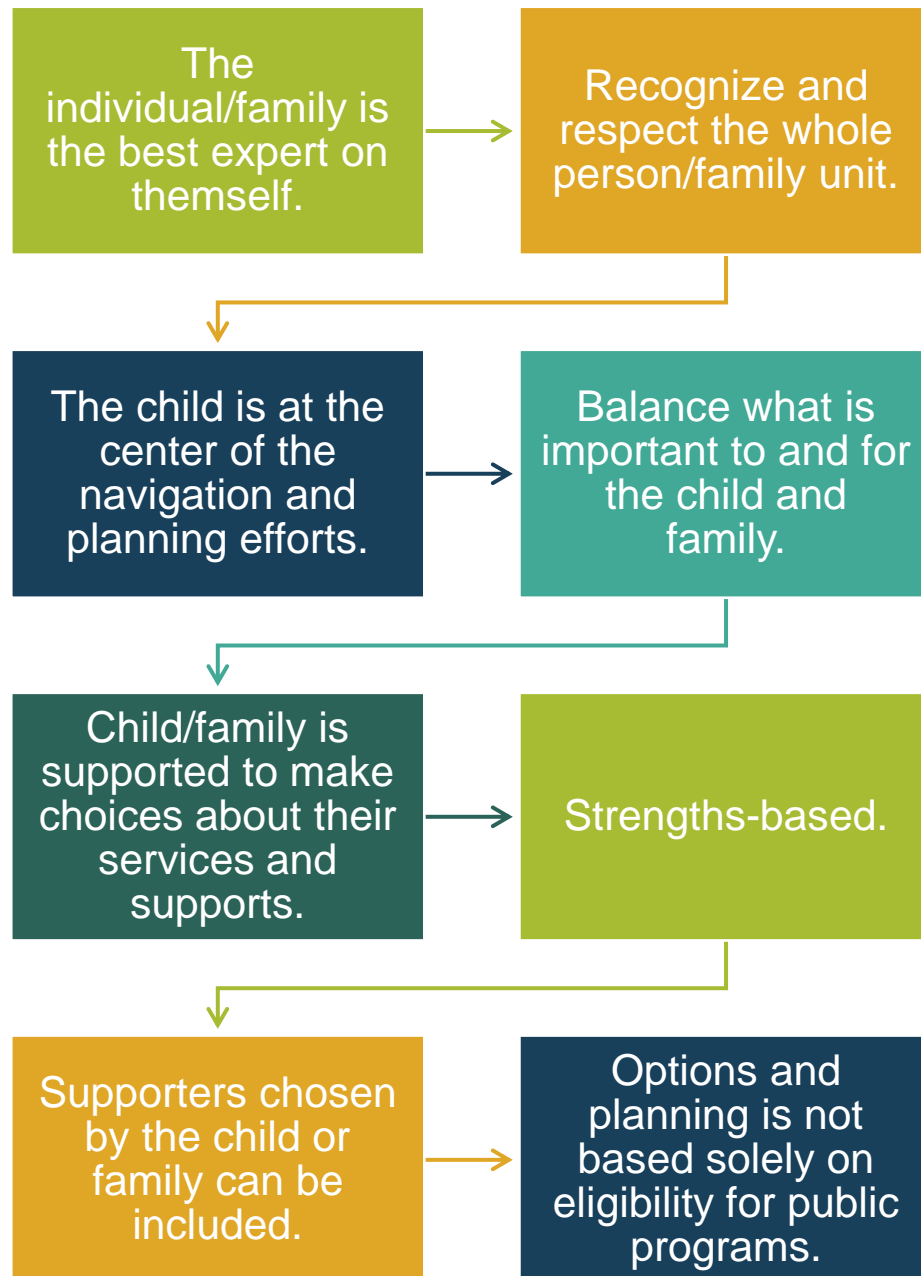 The
individual/family is
the best expert on
themself.
Recognize and
respect the whole
person/family unit.
The child is at the
center of the
navigation and
planning efforts.
Balance what is
important to and for
the child and
family.
Child/family is
supported to make
choices about their
services and
supports.
Strengths-based.
Supporters chosen
by the child or
family can be
included.
Options and
planning is not
based solely on
eligibility for public
programs.